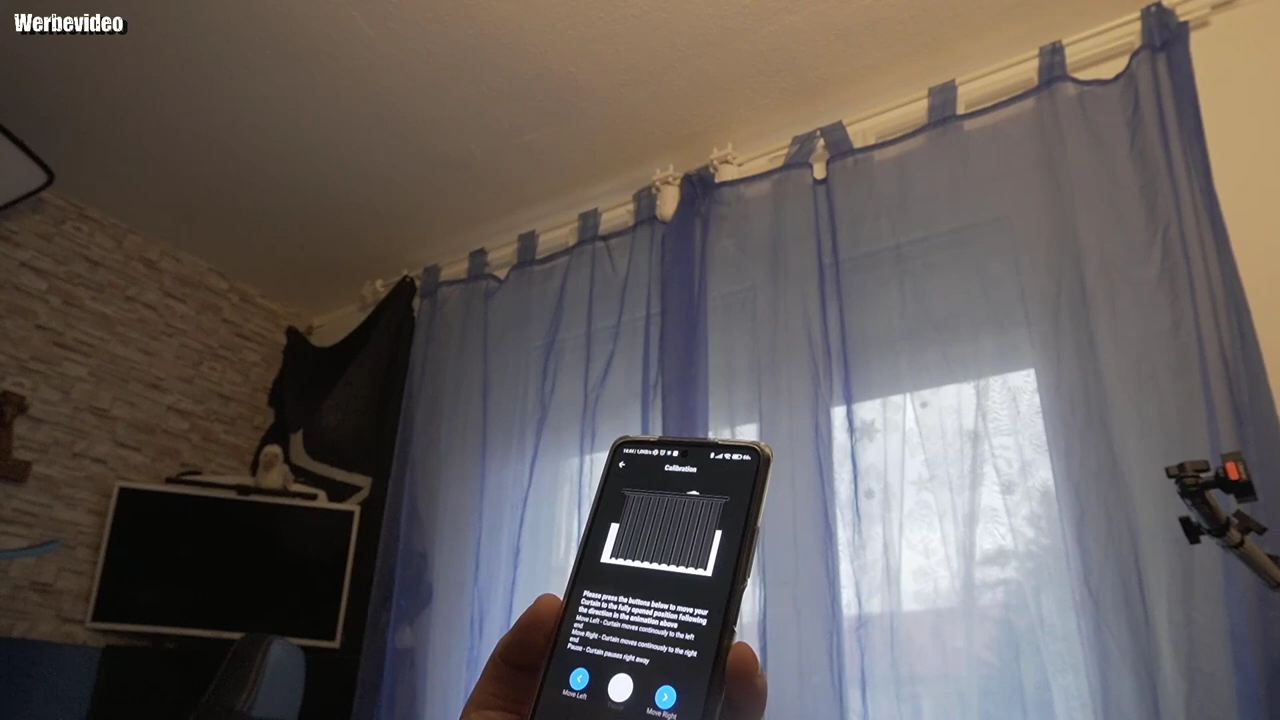 Werbevideo
Calibration
Please press the buttons below to move your
Curtain to the fully opened position following
the direction in the animation above
Move Left - Curtain moves continously to the left
end
Move Right - Curtain moves continously to the right
end
Pause - Curtain pauses right away
Move Left
Move Right